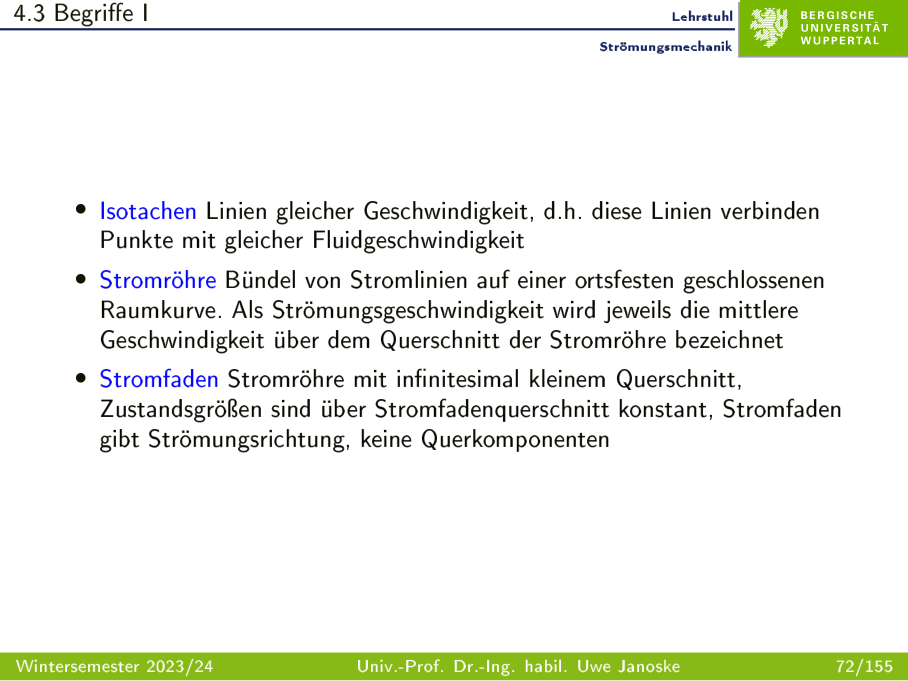 4.3 Begriffe I
Lehrstuhl
Strömungsmechanik
BERGISCHE
UNIVERSITÄT
WUPPERTAL
• Isotachen Linien gleicher Geschwindigkeit, d.h. diese Linien verbinden
Punkte mit gleicher Fluidgeschwindigkeit
• Stromröhre Bündel von Stromlinien auf einer ortsfesten geschlossenen
Raumkurve. Als Strömungsgeschwindigkeit wird jeweils die mittlere
Geschwindigkeit über dem Querschnitt der Stromröhre bezeichnet
• Stromfaden Stromröhre mit infinitesimal kleinem Querschnitt,
Zustandsgrößen sind über Stromfadenquerschnitt konstant, Stromfaden
gibt Strömungsrichtung, keine Querkomponenten
Wintersemester 2023/24
Univ.-Prof. Dr.-Ing. habil. Uwe Janoske
72/155